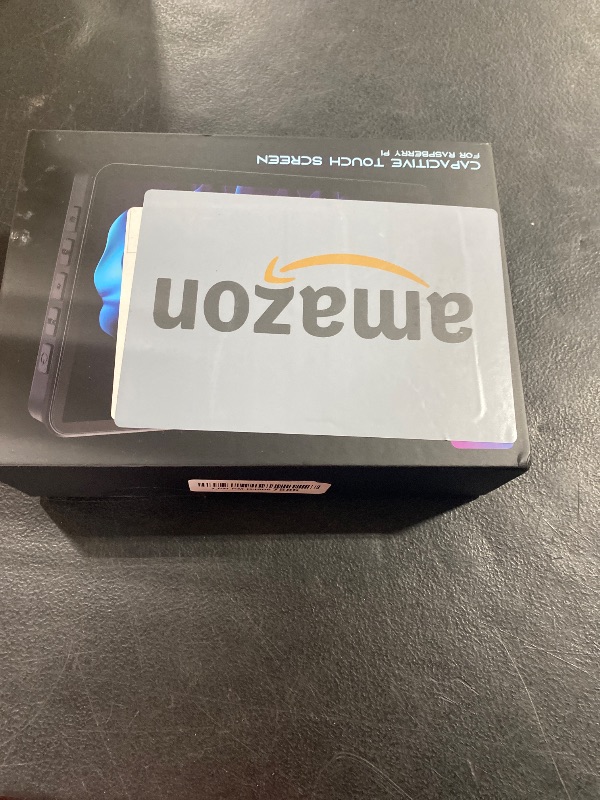 CAPACITIVE TOUCH SCREEN
FOR RASPBERRY PI
amazon